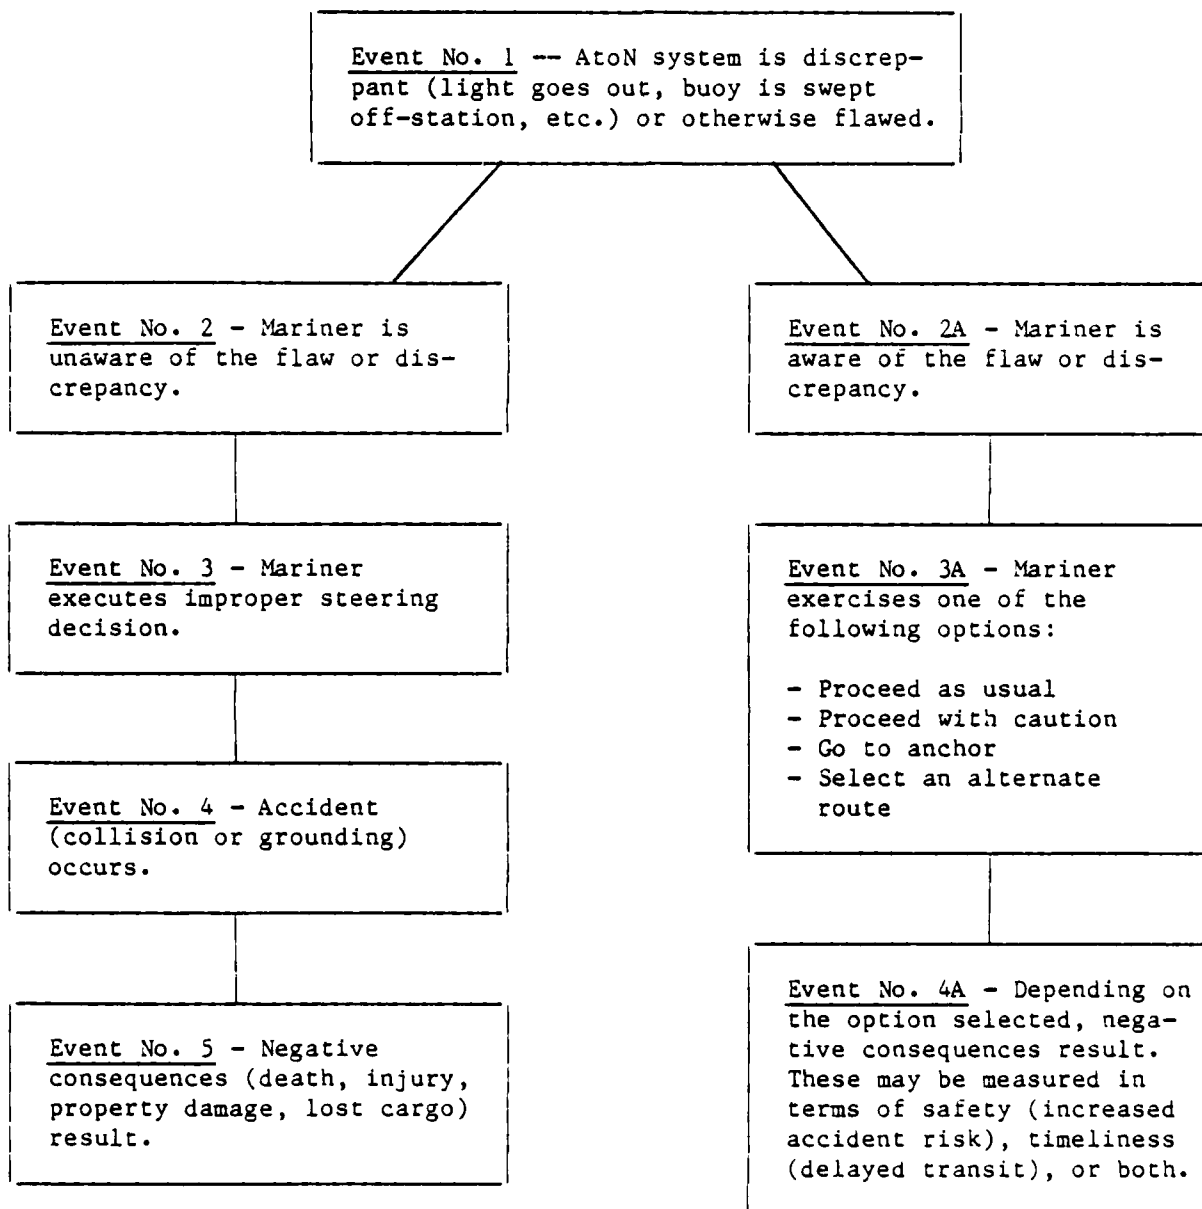 Event No. 1 -- AtoN system is discrep-
pant (light goes out, buoy is swept
off-station, etc.) or otherwise flawed.
Event No. 2 - Mariner is
unaware of the flaw or dis-
crepancy.
Event No. 3 - Mariner
executes improper steering
decision.
Event No. 4 - Accident
(collision or grounding)
occurs.
Event No. 5 - Negative
consequences (death, injury,
property damage, lost cargo)
result.
Event No. 2A - Mariner is
aware of the flaw or dis-
crepancy.
Event No. 3A - Mariner
exercises one of the
following options:
- Proceed as usual
- Proceed with caution
- Go to anchor
- Select an alternate
route
Event No. 4A - Depending on
the option selected, nega-
tive consequences result.
These may be measured in
terms of safety (increased
accident risk), timeliness
(delayed transit), or both.